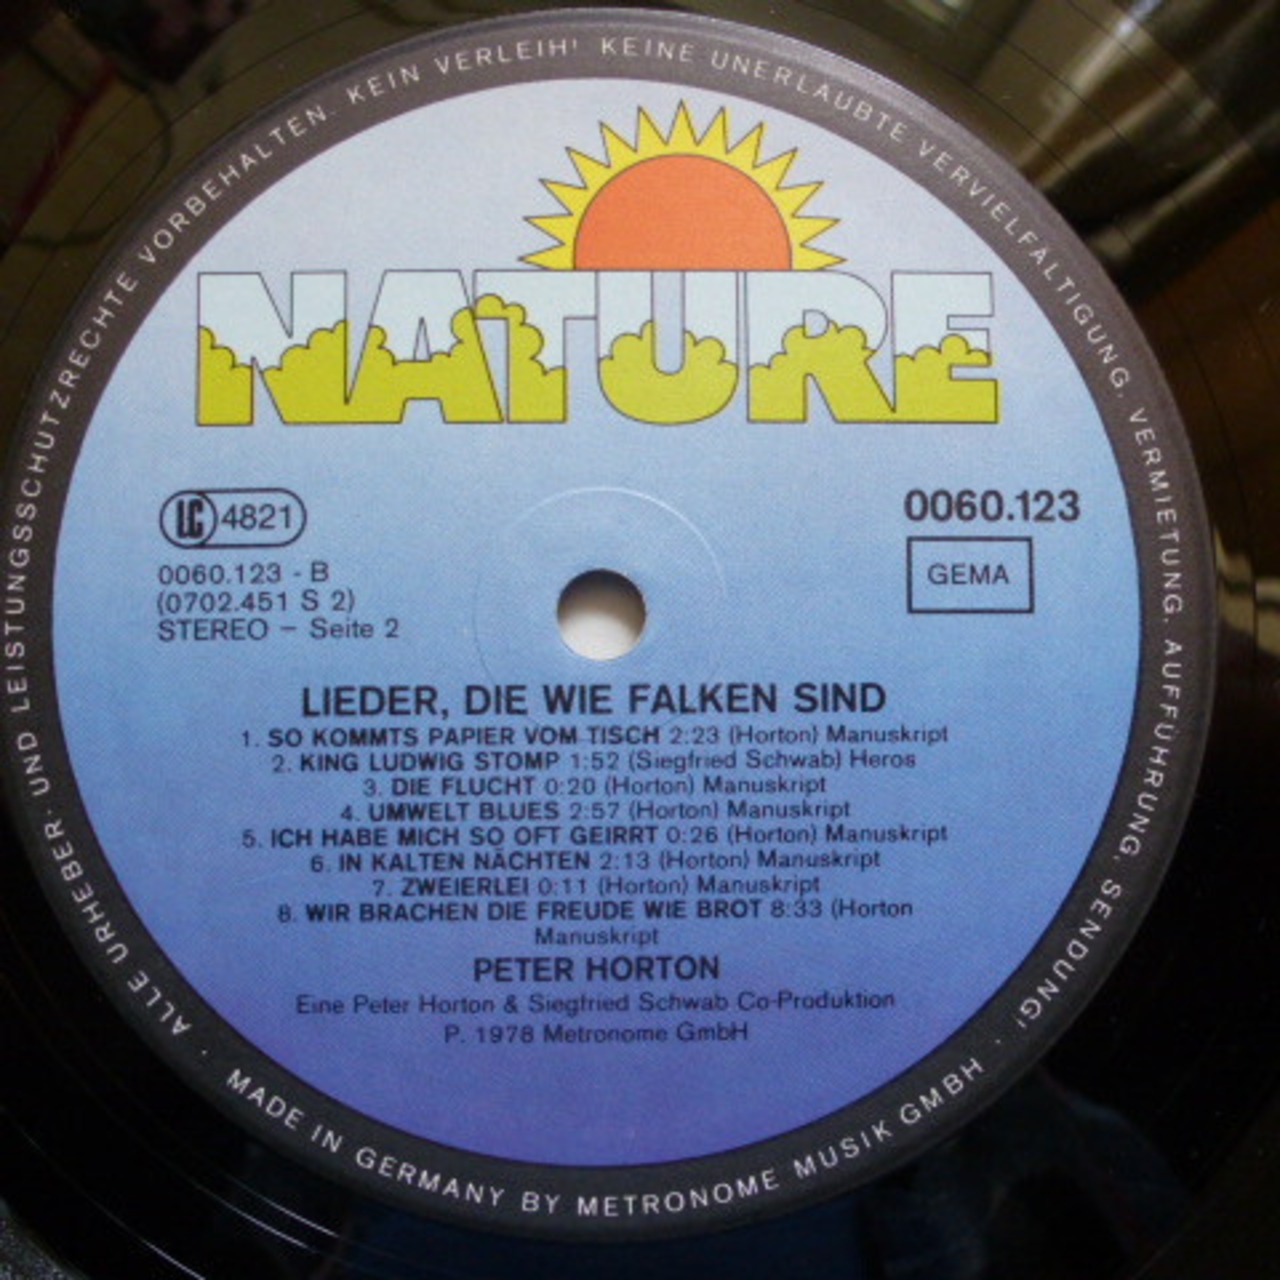 ALLE URHEBER- UND LEISTUNGSSCHUTZRECHTE VORBEHALTEN. KEIN VERLEIH! KEINE UNERLAUBTE VERVIELFÄLTIGUNG, VERMIETUNG, AUFFÜHRUNG, SENDUNG!
NATURE
LC 4821
0060.123
0060.123 - B
GEMA
(0702.451 S 2)
STEREO – Seite 2
LIEDER, DIE WIE FALKEN SIND
1. SO KOMMTS PAPIER VOM TISCH 2:23 (Horton) Manuskript
2. KING LUDWIG STOMP 1:52 (Siegfried Schwab) Heros
3. DIE FLUCHT 0:20 (Horton) Manuskript
4. UMWELT BLUES 2:57 (Horton) Manuskript
5. ICH HABE MICH SO OFT GEIRRT 0:26 (Horton) Manuskript
6. IN KALTEN NÄCHTEN 2:13 (Horton) Manuskript
7. ZWEIERLEI 0:11 (Horton) Manuskript
8. WIR BRACHEN DIE FREUDE WIE BROT 8:33 (Horton
Manuskript
PETER HORTON
Eine Peter Horton & Siegfried Schwab Co-Produktion
P. 1978 Metronome GmbH
· MADE IN GERMANY BY METRONOME MUSIK GMBH ·